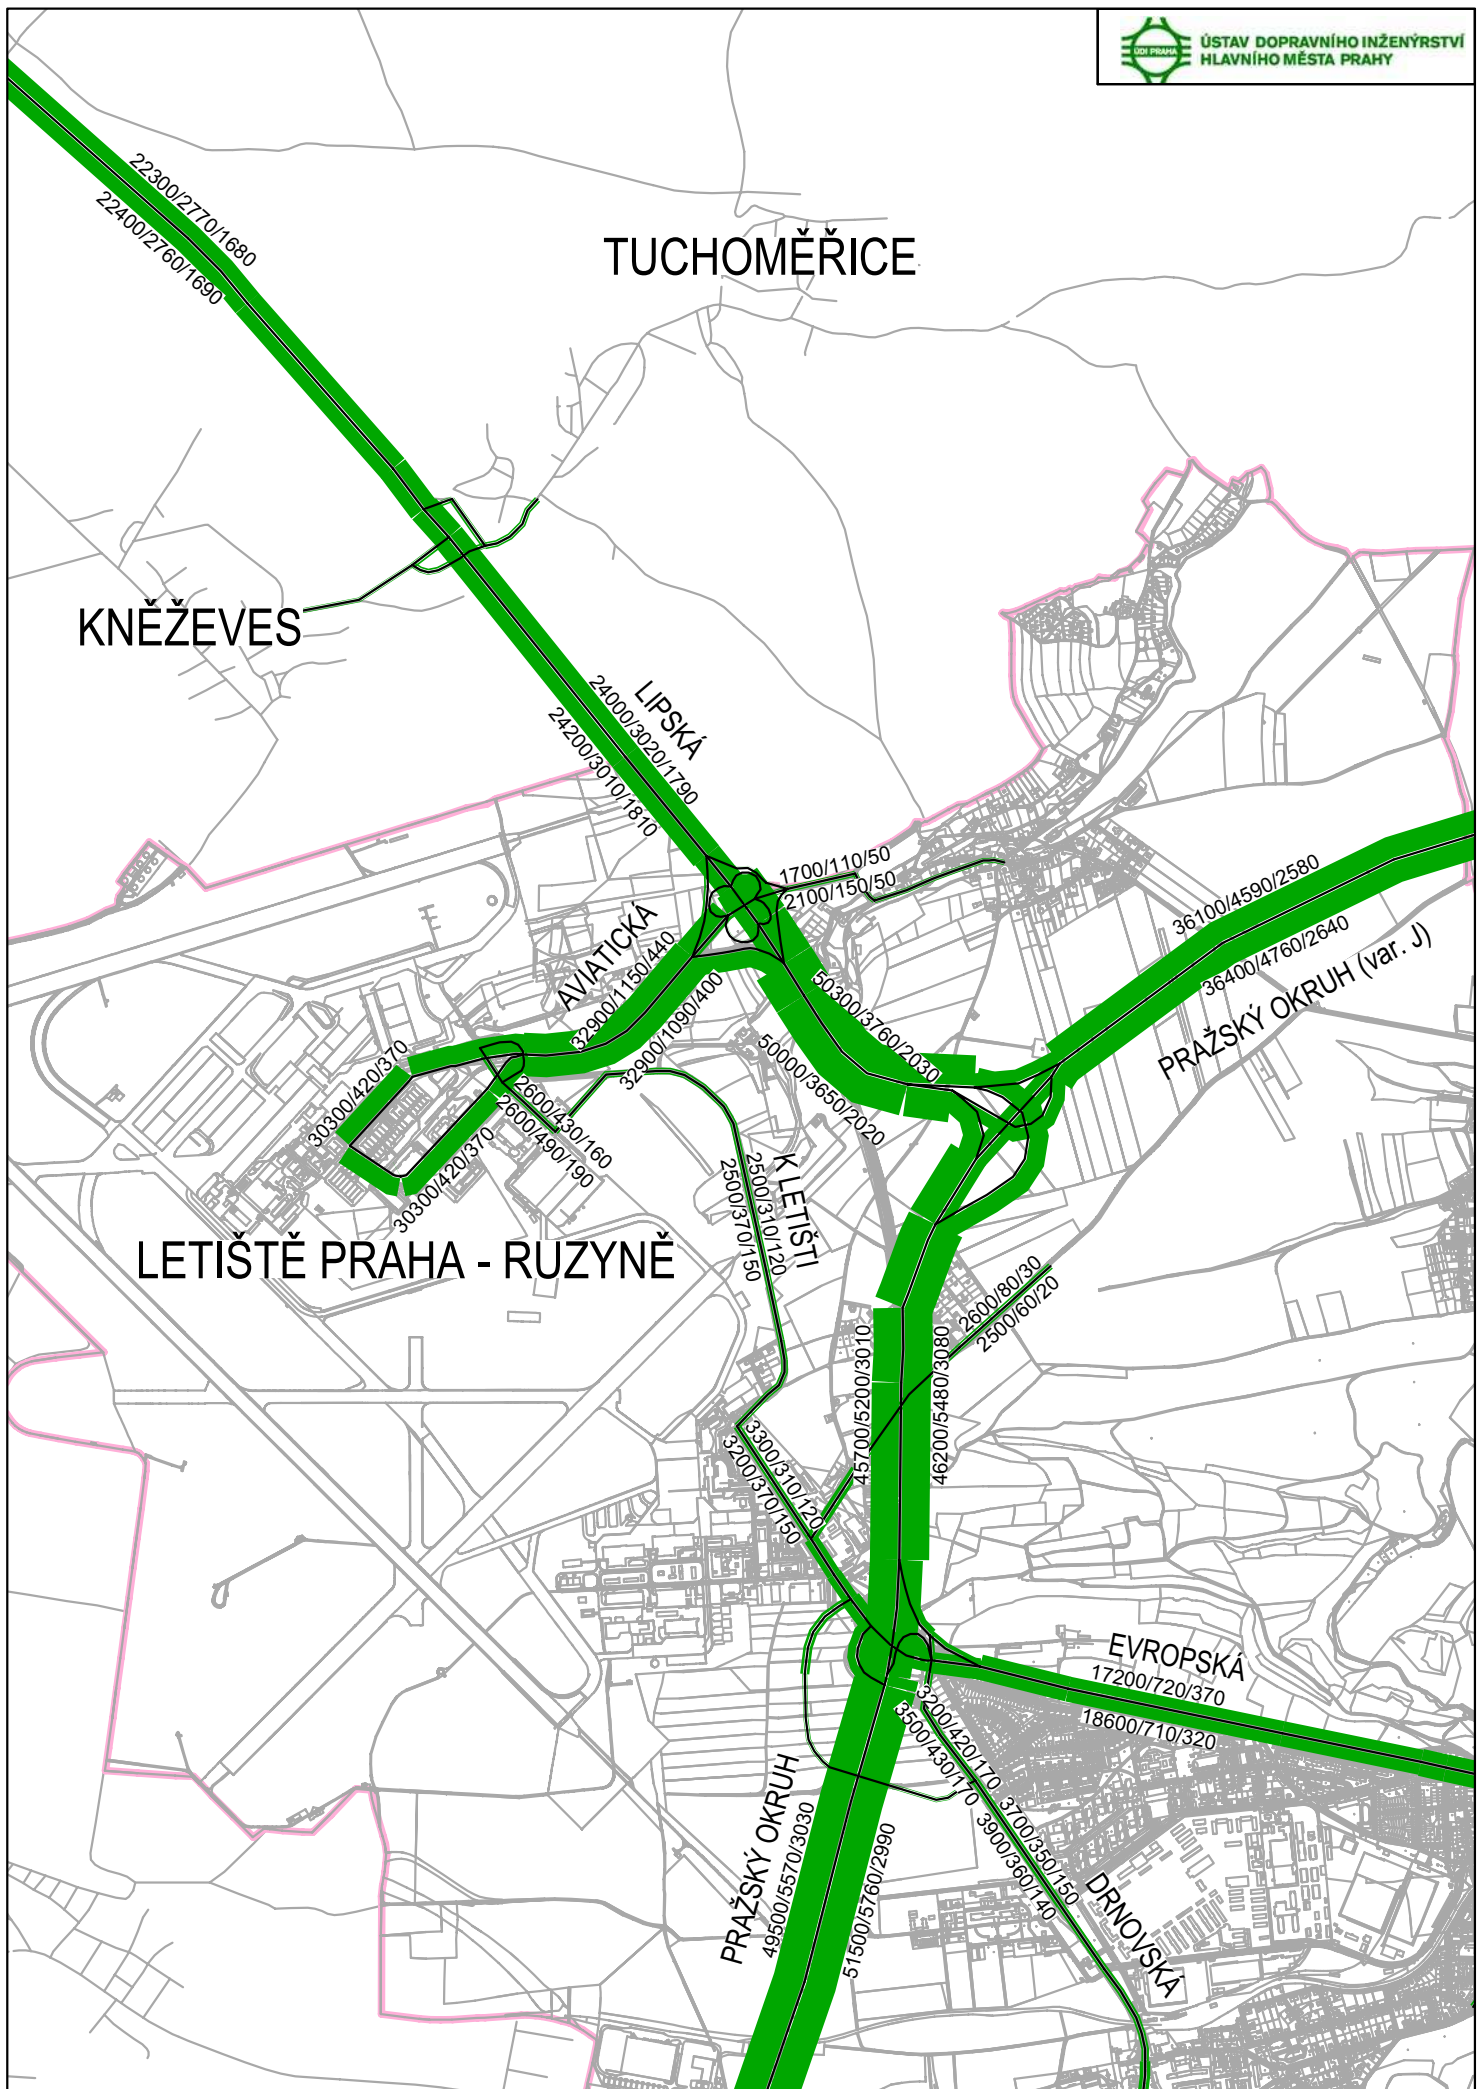 ÚSTAV DOPRAVNÍHO INŽENÝRSTVÍ
HLAVNÍHO MĚSTA PRAHY
ÚDI PRAHA
22300/2770/1680
22400/2760/1690
TUCHOMĚŘICE
KNĚŽEVES
LIPSKÁ
24000/3020/1790
24200/3010/1810
1700/110/50
2100/150/50
36100/4590/2580
36400/4760/2640
PRAŽSKÝ OKRUH (var. J)
AVIATICKÁ
32900/1150/440
32900/1090/400
50300/3760/2030
50000/3650/2020
30300/420/370
30300/420/370
2600/430/160
2600/490/190
K LETIŠTI
2500/310/120
2500/370/150
LETIŠTĚ PRAHA - RUZYNĚ
2600/80/30
2500/60/20
45700/5200/3010
46200/5480/3080
3300/310/120
3200/370/150
EVROPSKÁ
17200/720/370
18600/710/320
3200/420/170
3500/430/170
3700/350/150
3900/360/140
DRNOVSKÁ
PRAŽSKÝ OKRUH
49500/5570/3030
51500/5760/2990